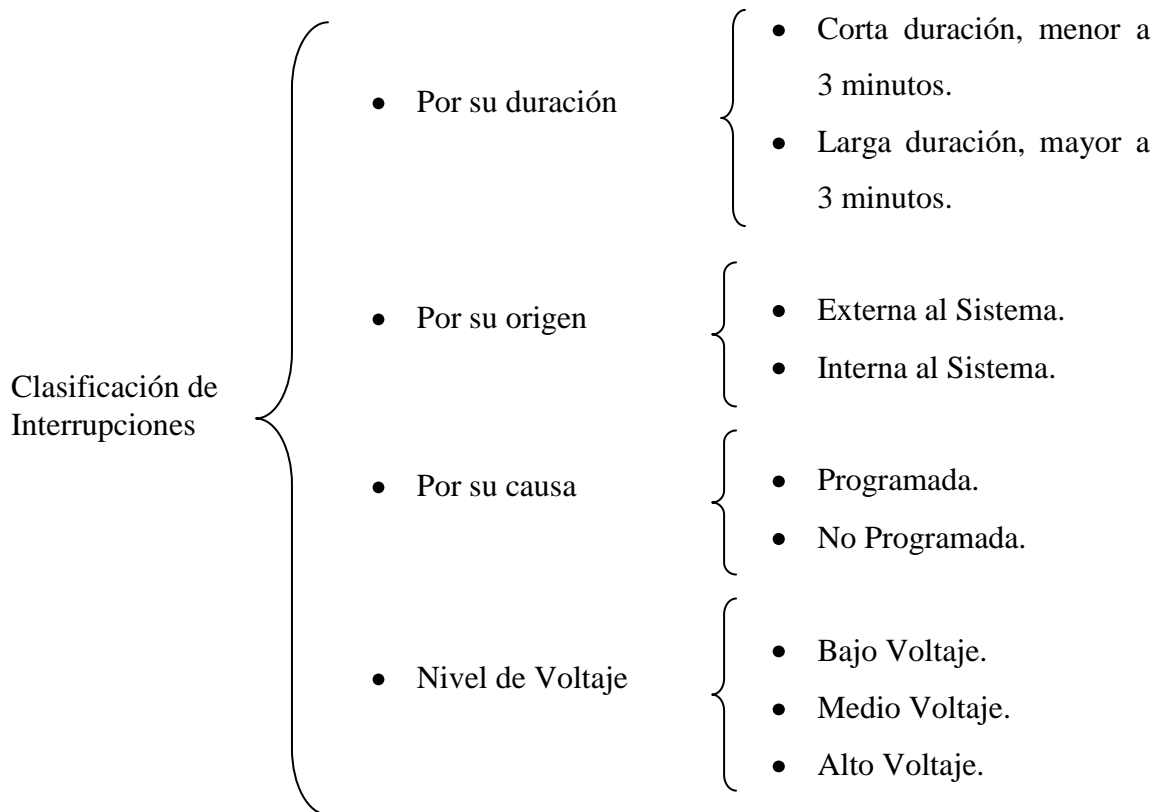 Clasificación de
Interrupciones
• Por su duración
• Corta duración, menor a
3 minutos.
• Larga duración, mayor a
3 minutos.
• Por su origen
• Externa al Sistema.
• Interna al Sistema.
• Por su causa
• Programada.
• No Programada.
• Nivel de Voltaje
• Bajo Voltaje.
• Medio Voltaje.
• Alto Voltaje.